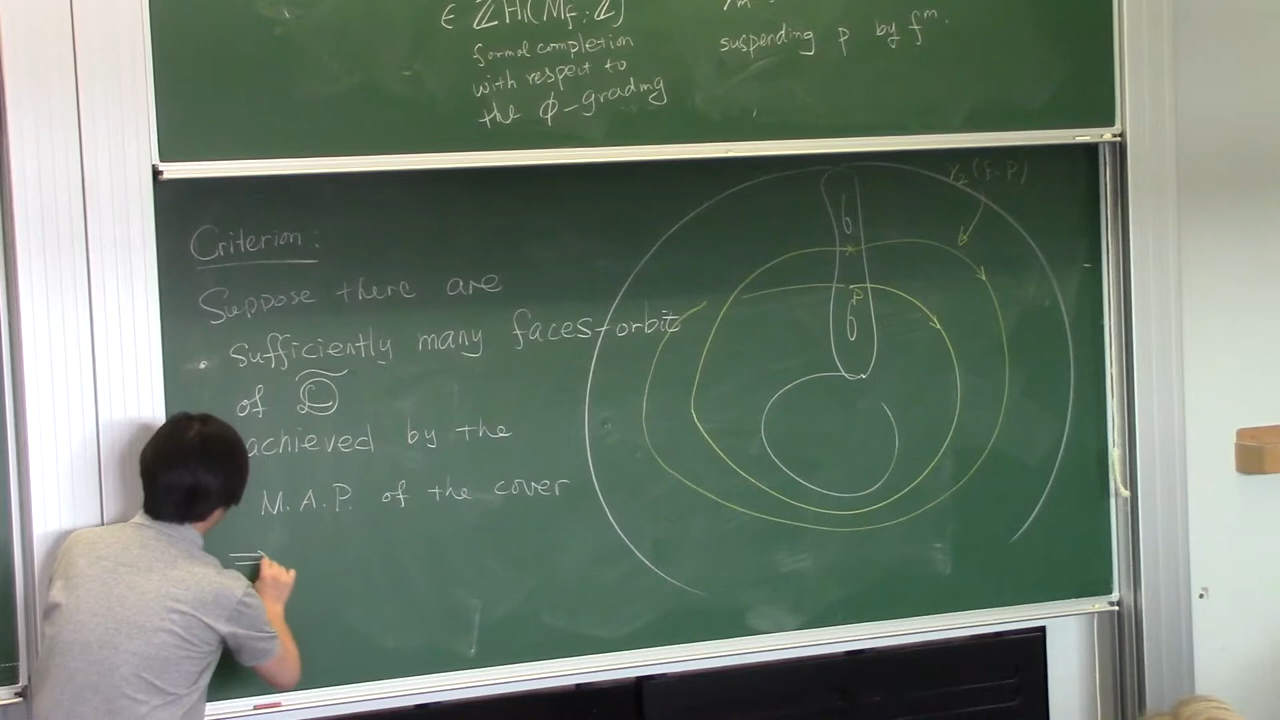 ∈ ℤH₁(M_f; ℤ)
formal completion
with respect to
the ϕ-grading
suspending p by fᵐ.
Criterion:
Suppose there are
• sufficiently many faces-orbit
of
achieved by the
M.A.P. of the cover
⇒
6
p
6